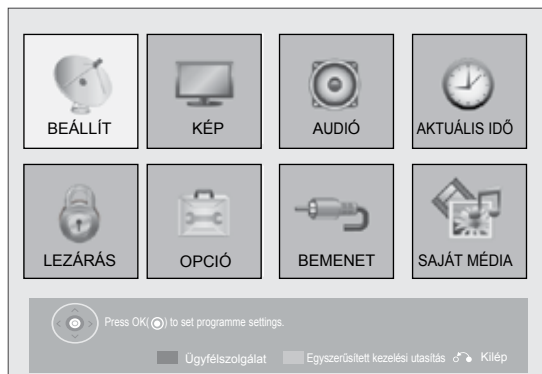 BEÁLLÍT KÉP AUDIÓ AKTUÁLIS IDŐ
LEZÁRÁS OPCIÓ BEMENET SAJÁT MÉDIA
Press OK(◉) to set programme settings.
Ügyfélszolgálat Egyszerűsített kezelési utasítás Kilép